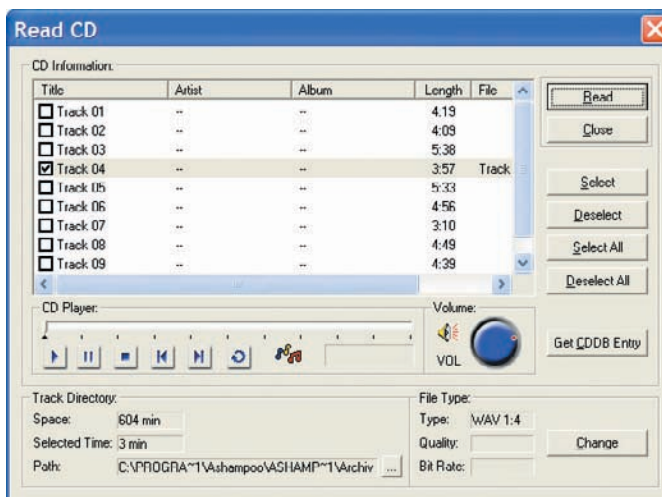 Read CD
CD Information:
Title Artist Album Length File
Track 01 -- -- 4.19
Track 02 -- -- 4:09
Track 03 -- -- 5:38
Track 04 -- -- 3:57 Track
Track 05 -- -- 5:33
Track 06 -- -- 4:56
Track 07 -- -- 3:10
Track 08 -- -- 4:49
Track 09 -- -- 4:39
Read
Close
Select
Deselect
Select All
Deselect All
CD Player:
Volume:
VOL
Get CDDB Entry
Track Directory:
Space: 604 min
Selected Time: 3 min
Path: C:\PROGRA~1\Ashampoo\ASHAMP~1\Archiv ...
File Type:
Type: WAV 1:4
Quality:
Bit Rate:
Change